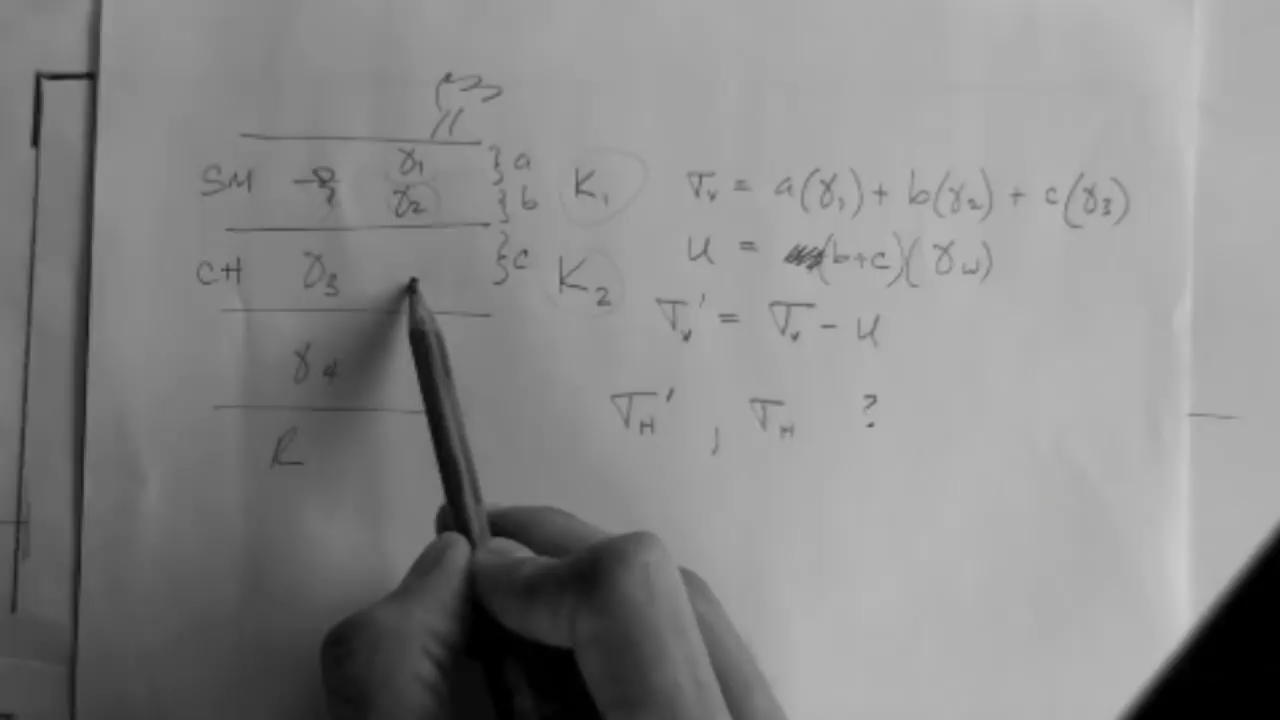 SM γ₁ } a K₁ σᵥ = a(γ₁) + b(γ₂) + c(γ₃)
γ₂ } b
CH γ₃ } c K₂ u = (b+c)(γw)
σᵥ' = σᵥ - u
γ₄
σH' , σH ?
R